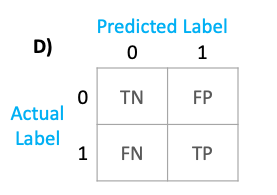 Predicted Label
D)
0 1
0 TN FP
Actual
Label
1 FN TP